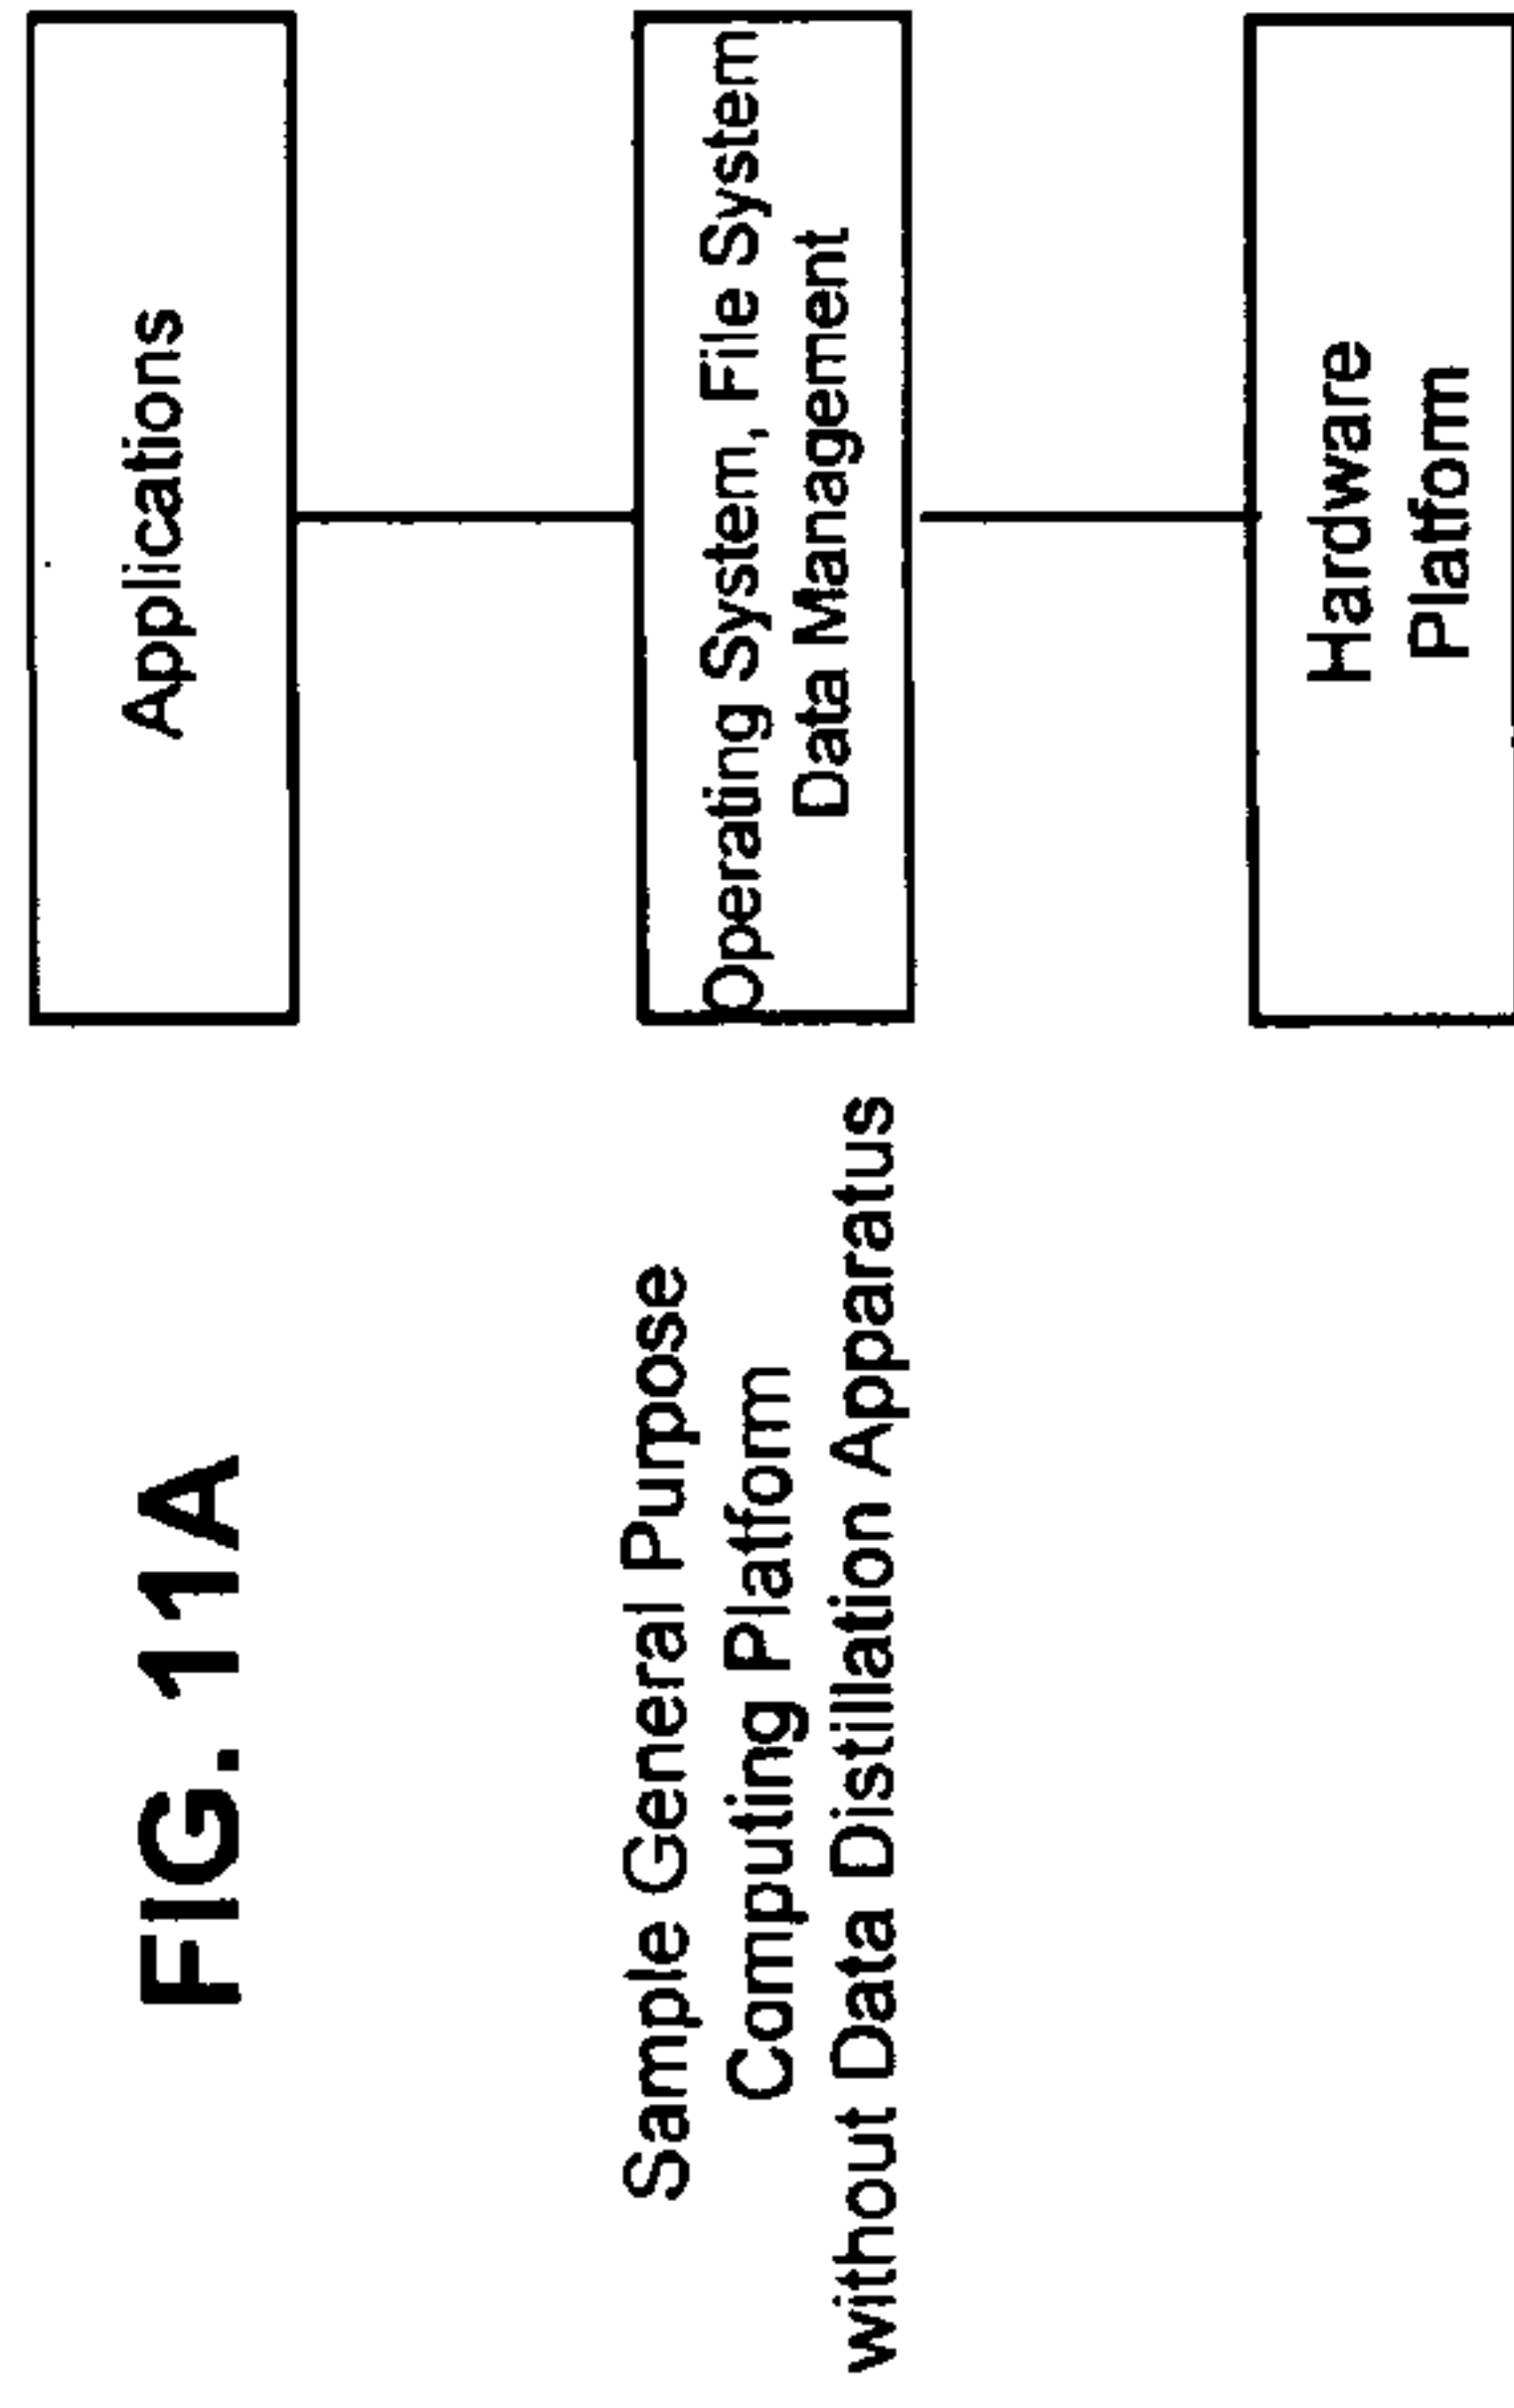 FIG. 11A
Sample General Purpose
Computing Platform
without Data Distillation Apparatus
Applications
Operating System, File System
Data Management
Hardware
Platform